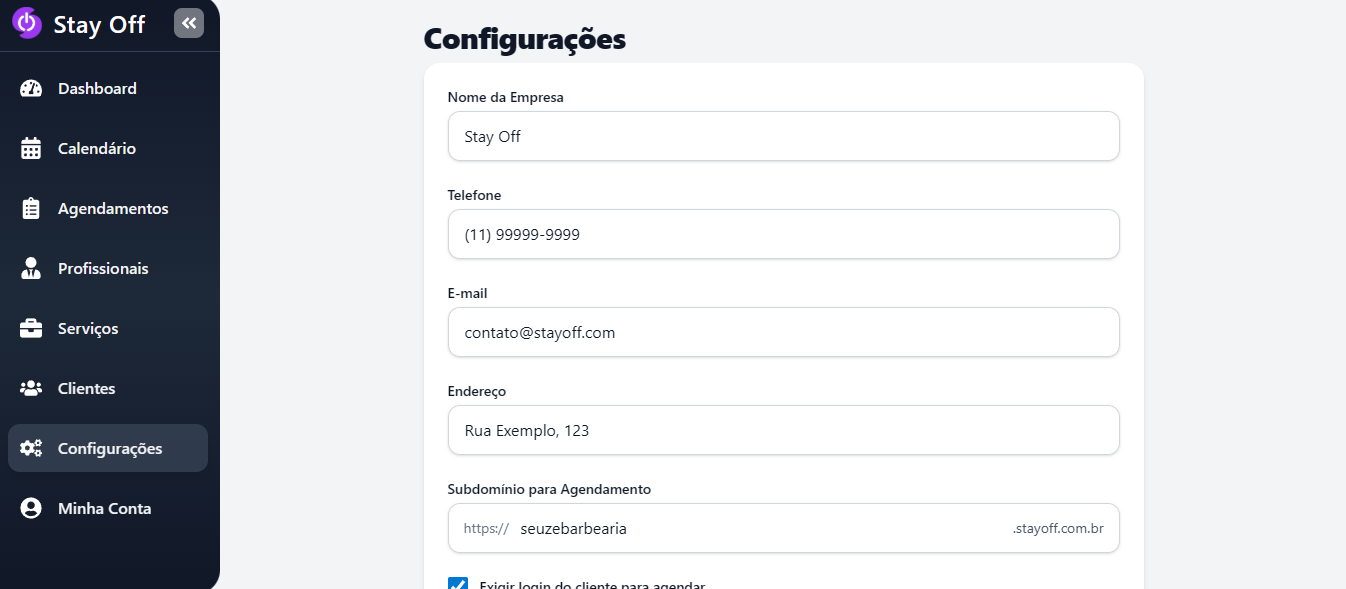 Stay Off
Dashboard
Calendário
Agendamentos
Profissionais
Serviços
Clientes
Configurações
Minha Conta
Configurações
Nome da Empresa
Stay Off
Telefone
(11) 99999-9999
E-mail
contato@stayoff.com
Endereço
Rua Exemplo, 123
Subdomínio para Agendamento
https:// seuzebarbearia .stayoff.com.br
Exigir login do cliente para agendar